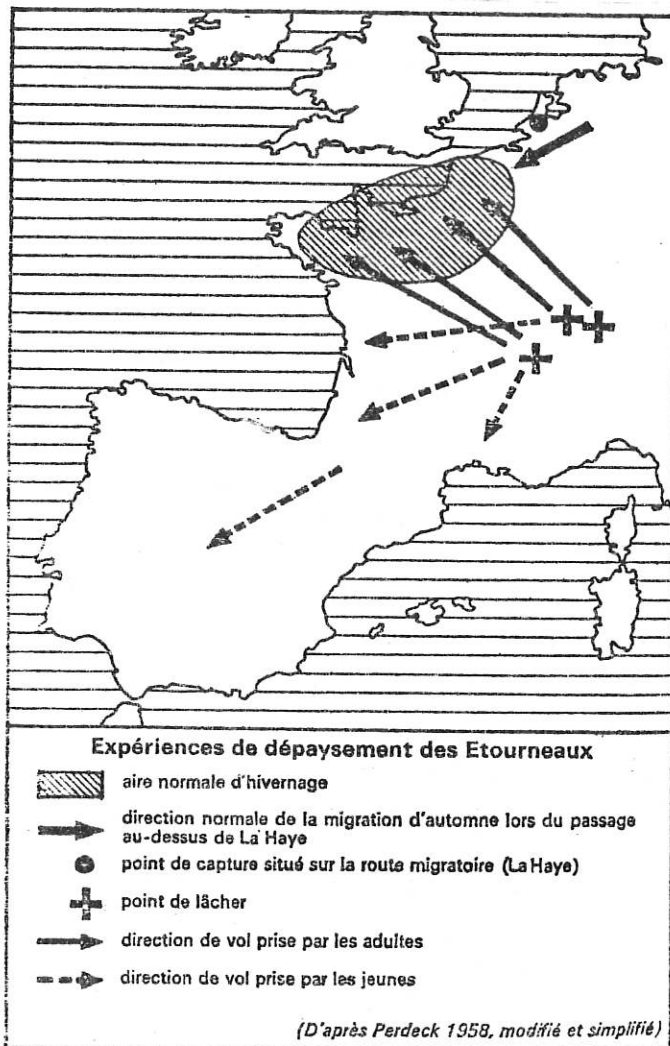 Expériences de dépaysement des Etourneaux
aire normale d'hivernage
direction normale de la migration d'automne lors du passage
au-dessus de La Haye
point de capture situé sur la route migratoire (La Haye)
point de lâcher
direction de vol prise par les adultes
direction de vol prise par les jeunes
(D'après Perdeck 1958, modifié et simplifié)